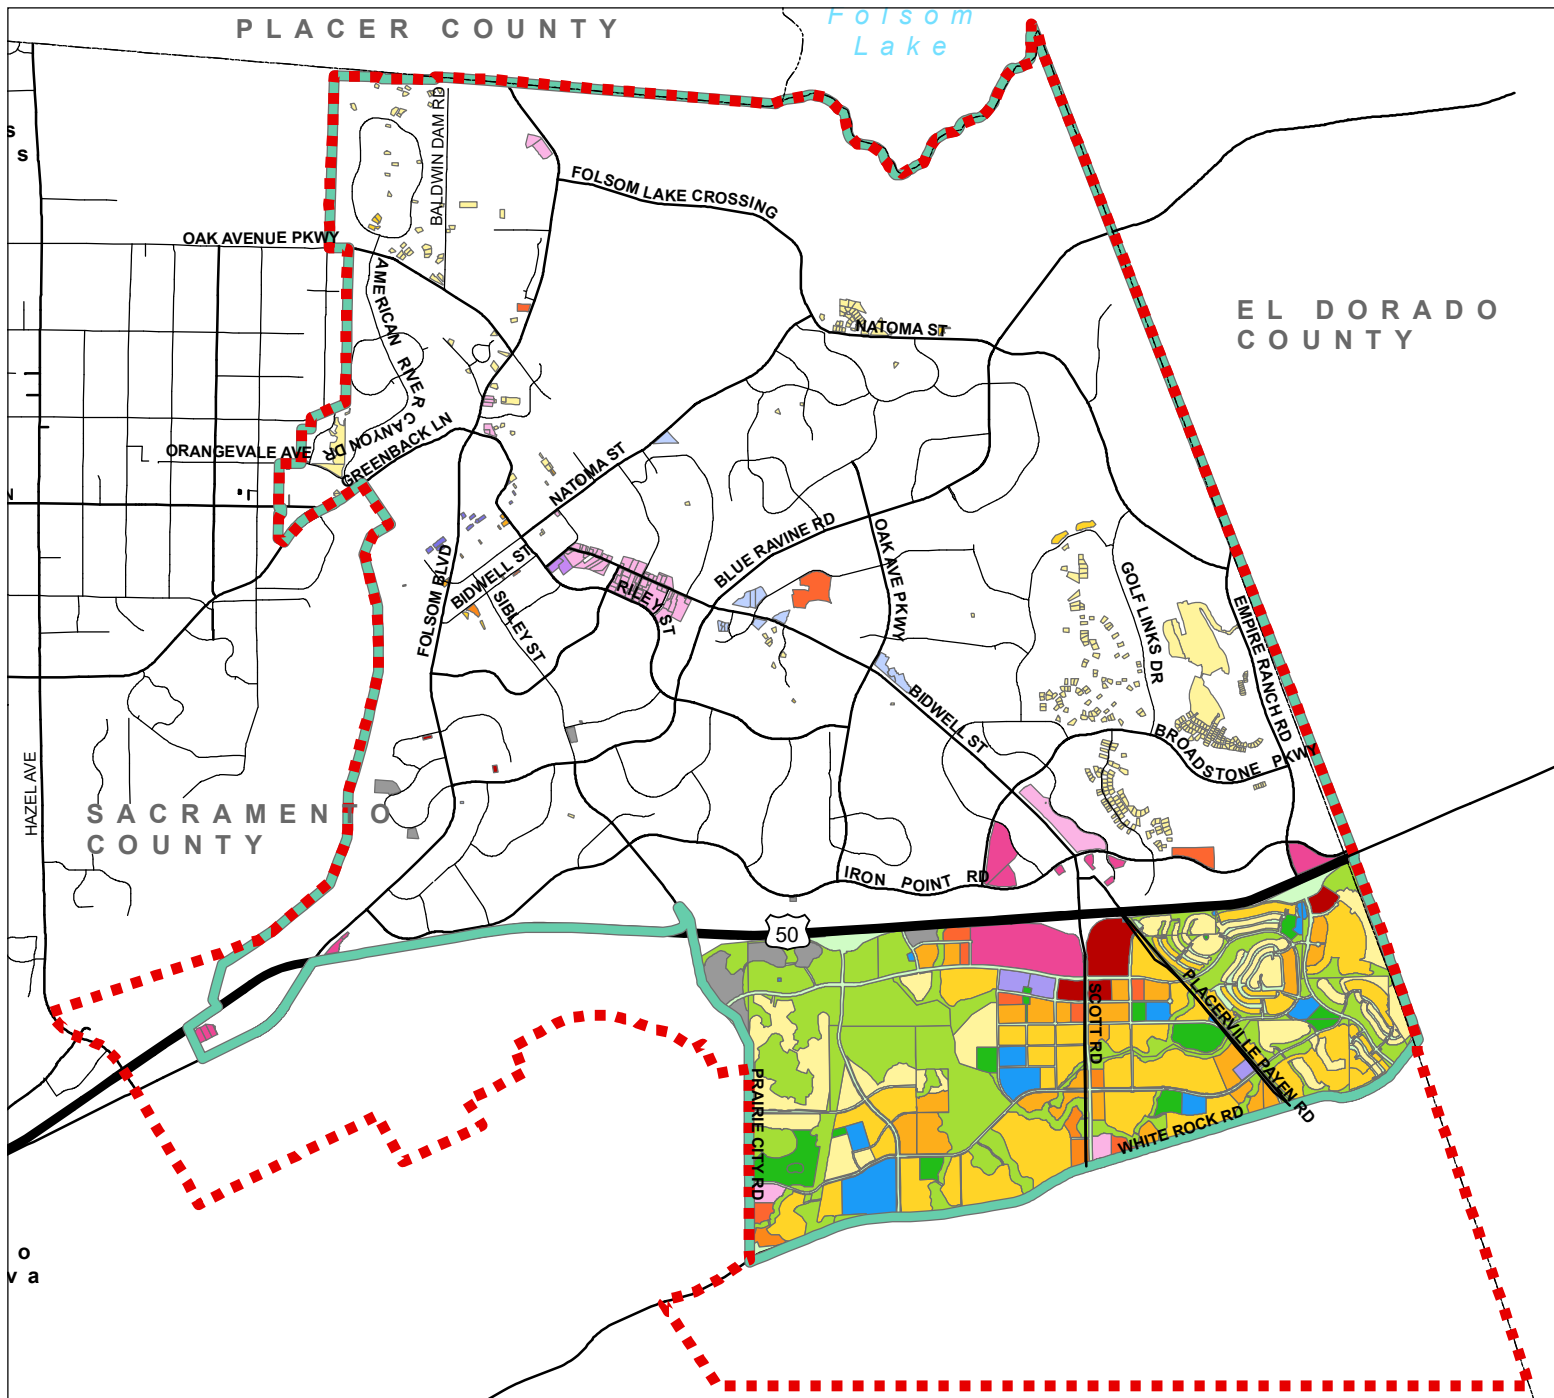 PLACER COUNTY
Folsom
Lake
s
s
BALDWIN DAM RD
FOLSOM LAKE CROSSING
OAK AVENUE PKWY
AMERICAN RIVER CANYON DR
EL DORADO
COUNTY
NATOMA ST
ORANGEVALE AVE
GREENBACK LN
NATOMA ST
BLUE RAVINE RD
OAK AVE PKWY
FOLSOM BLVD
BIDWELL ST
SIBLEY ST
RILEY ST
GOLF LINKS DR
EMPIRE RANCH RD
BIDWELL ST
BROADSTONE PKWY
HAZEL AVE
SACRAMENTO
COUNTY
IRON POINT RD
50
SCOTT RD
PLACERVILLE PAYEN RD
PRAIRIE CITY RD
WHITE ROCK RD
o
v a